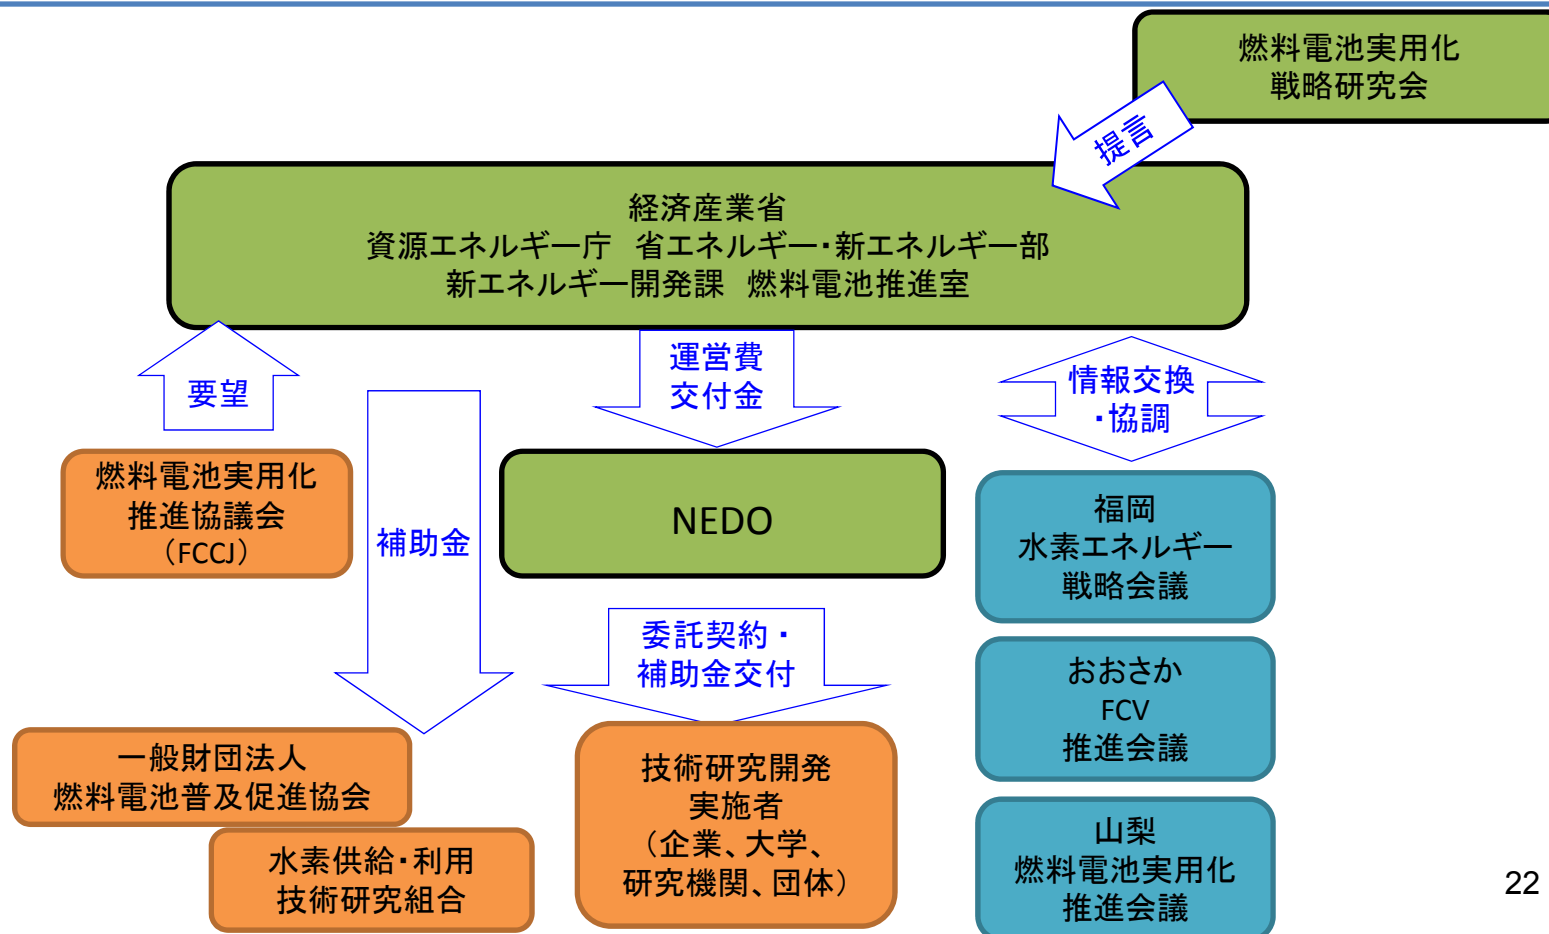 燃料電池実用化
戦略研究会
提言
経済産業省
資源エネルギー庁　省エネルギー・新エネルギー部
新エネルギー開発課　燃料電池推進室
要望
運営費
交付金
情報交換
・協調
燃料電池実用化
推進協議会
（FCCJ）
補助金
NEDO
福岡
水素エネルギー
戦略会議
委託契約・
補助金交付
おおさか
FCV
推進会議
一般財団法人
燃料電池普及促進協会
水素供給・利用
技術研究組合
技術研究開発
実施者
（企業、大学、
研究機関、団体）
山梨
燃料電池実用化
推進会議
22